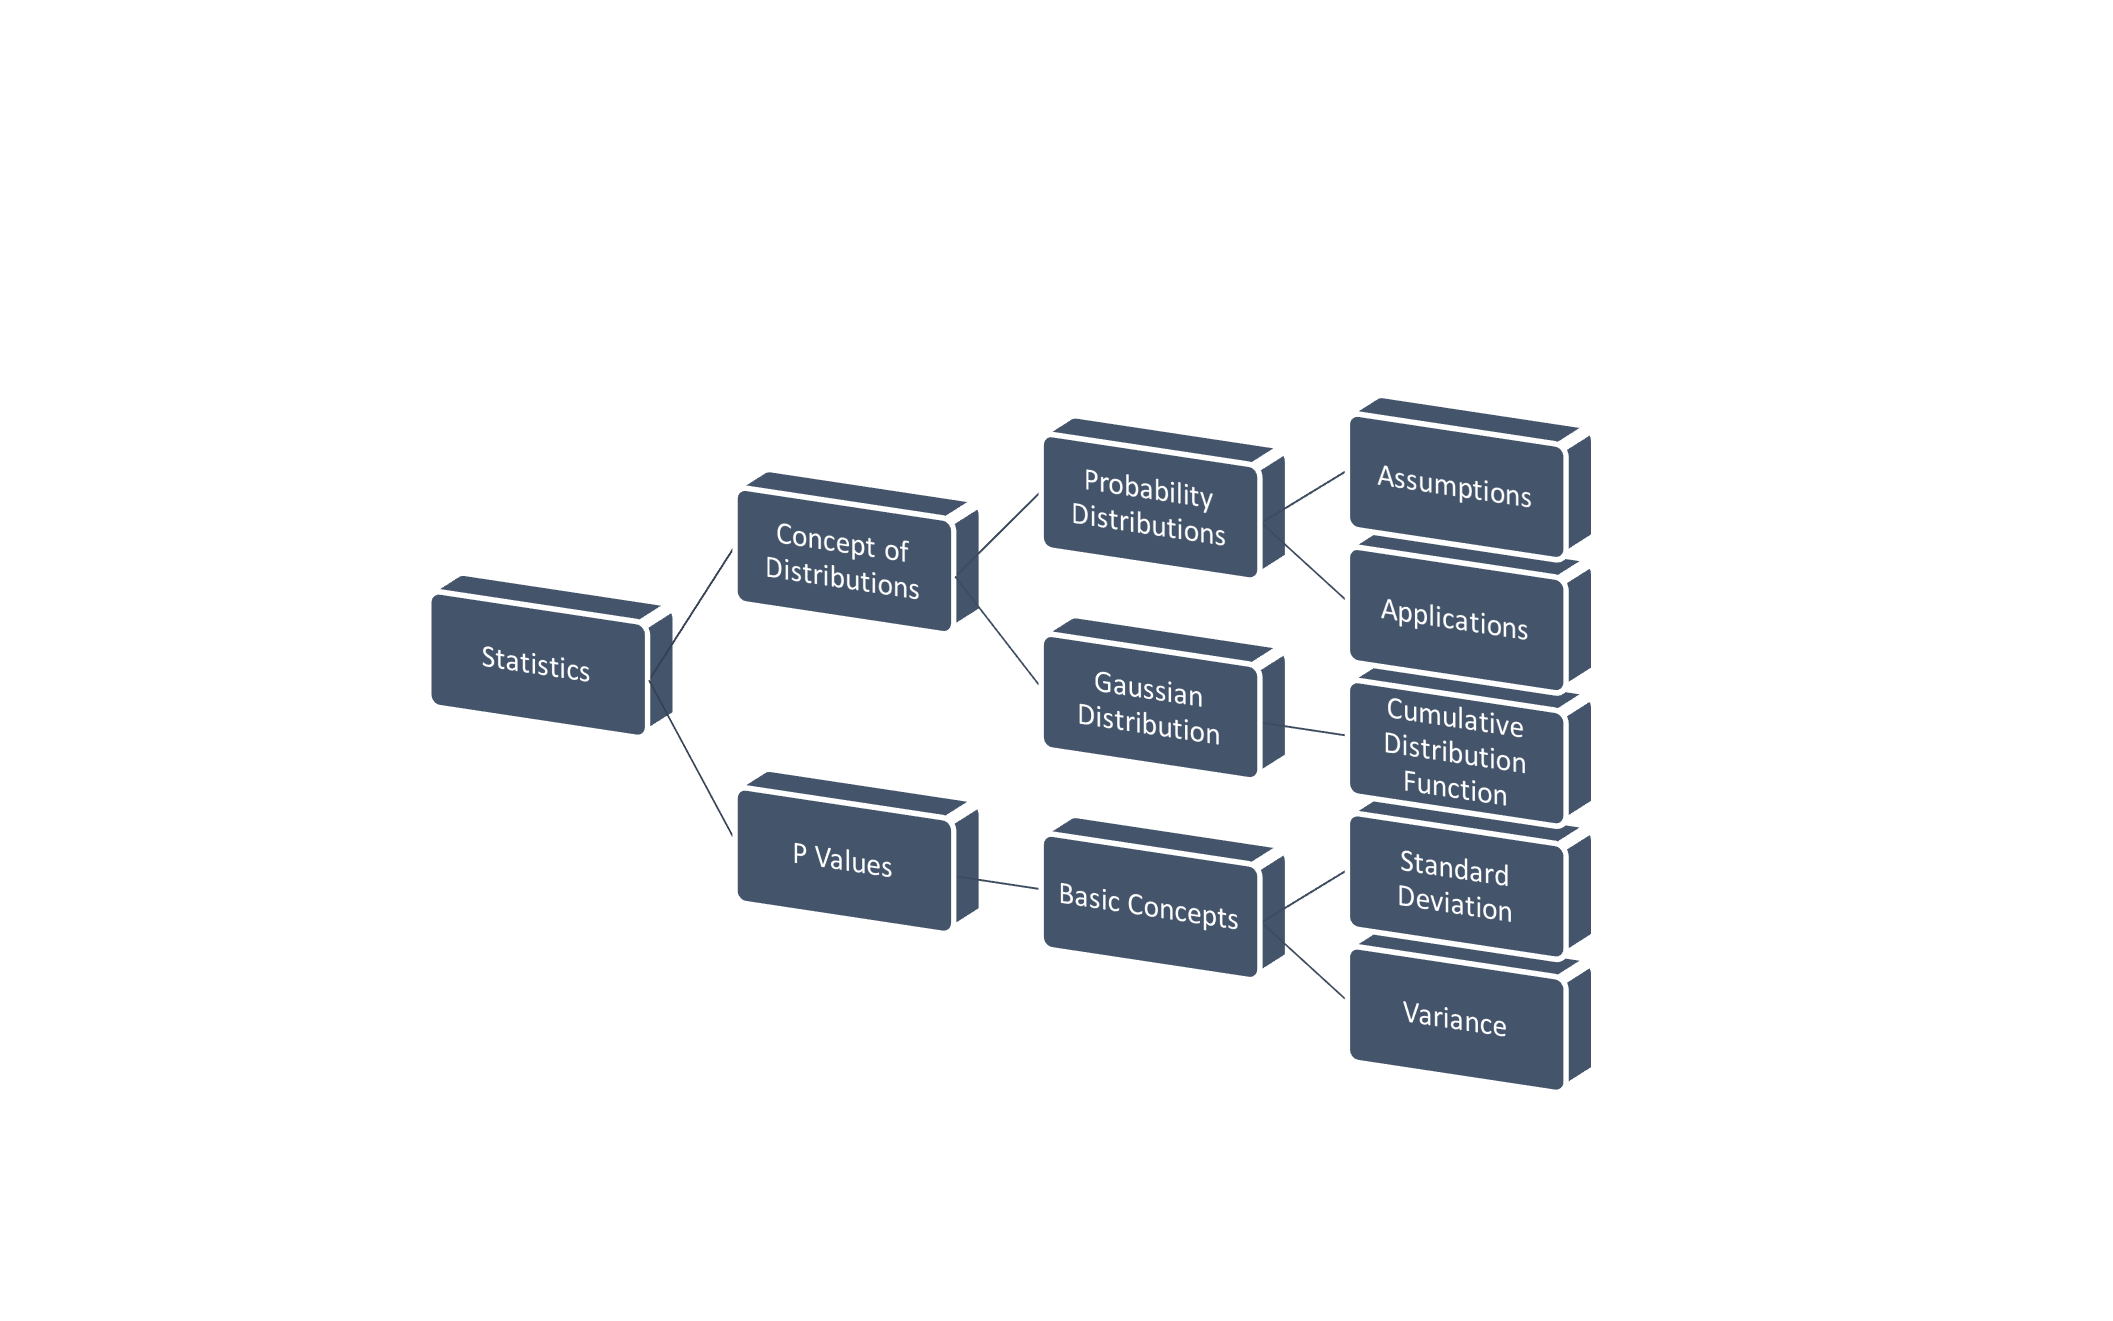 Statistics
Concept of
Distributions
Probability
Distributions
Assumptions
Applications
Gaussian
Distribution
Cumulative
Distribution
Function
P Values
Basic Concepts
Standard
Deviation
Variance